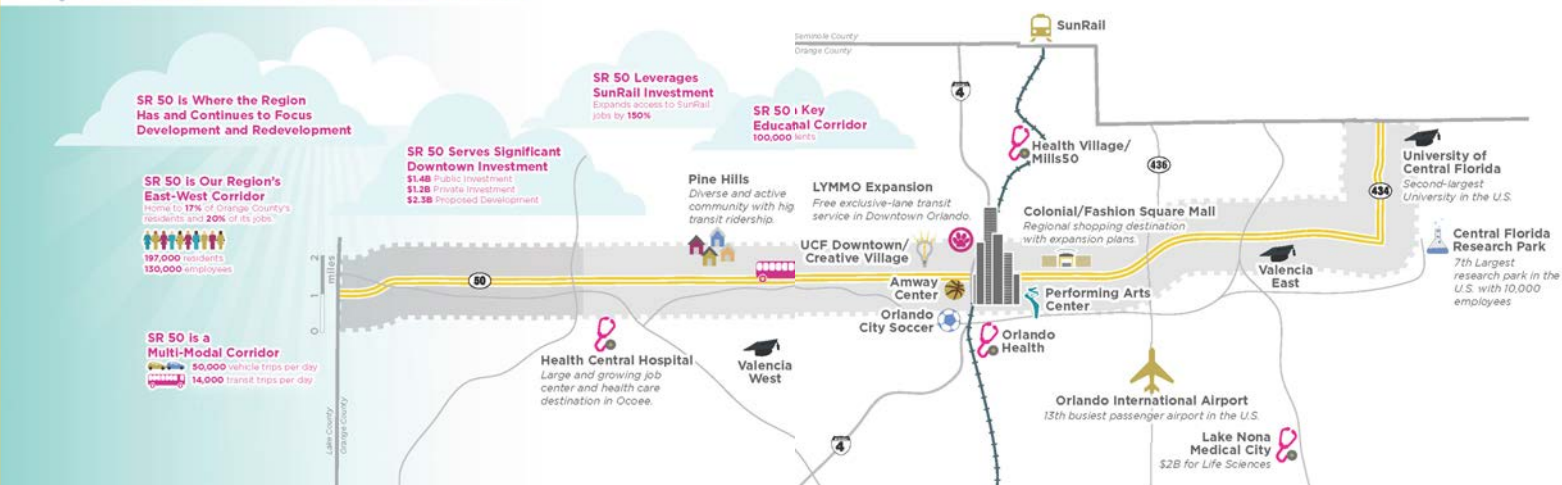 SR 50 is Where the Region
Has and Continues to Focus
Development and Redevelopment
SR 50 is Our Region's
East-West Corridor
Home to 17% of Orange County's
residents and 20% of its jobs.
197,000 residents
130,000 employees
SR 50 is a
Multi-Modal Corridor
50,000 vehicle trips per day
14,000 transit trips per day
SR 50 Serves Significant
Downtown Investment
$1.4B Public Investment
$1.2B Private Investment
$2.3B Proposed Development
SR 50 Leverages
SunRail Investment
Expands access to SunRail
jobs by 150%
SR 50 Key
Corridor
100,000
miles
2
1
0
Lake County
Orange County
50
Health Central Hospital
Large and growing job
center and health care
destination in Ocoee.
Pine Hills
Diverse and active
community with hig
transit ridership.
Valencia
West
Seminole County
Orange County
SunRail
4
Health Village/
Mills50
LYMMO Expansion
Free exclusive-lane transit
service in Downtown Orlando.
UCF Downtown/
Creative Village
Amway
Center
Orlando
City Soccer
Colonial/Fashion Square Mall
Regional shopping destination
with expansion plans.
Performing Arts
Center
Orlando
Health
436
434
University of
Central Florida
Second-largest
University in the U.S.
Central Florida
Research Park
7th Largest
research park in the
U.S. with 10,000
employees
Valencia
East
Orlando International Airport
13th busiest passenger airport in the U.S.
Lake Nona
Medical City
$2B for Life Sciences
4